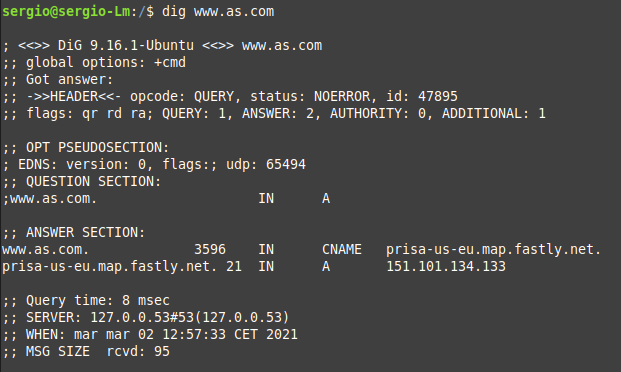 sergio@sergio-Lm:/$ dig www.as.com
; <<>> DiG 9.16.1-Ubuntu <<>> www.as.com
;; global options: +cmd
;; Got answer:
;; ->>HEADER<<- opcode: QUERY, status: NOERROR, id: 47895
;; flags: qr rd ra; QUERY: 1, ANSWER: 2, AUTHORITY: 0, ADDITIONAL: 1
;; OPT PSEUDOSECTION:
; EDNS: version: 0, flags:; udp: 65494
;; QUESTION SECTION:
;www.as.com. IN A
;; ANSWER SECTION:
www.as.com. 3596 IN CNAME prisa-us-eu.map.fastly.net.
prisa-us-eu.map.fastly.net. 21 IN A 151.101.134.133
;; Query time: 8 msec
;; SERVER: 127.0.0.53#53(127.0.0.53)
;; WHEN: mar mar 02 12:57:33 CET 2021
;; MSG SIZE rcvd: 95